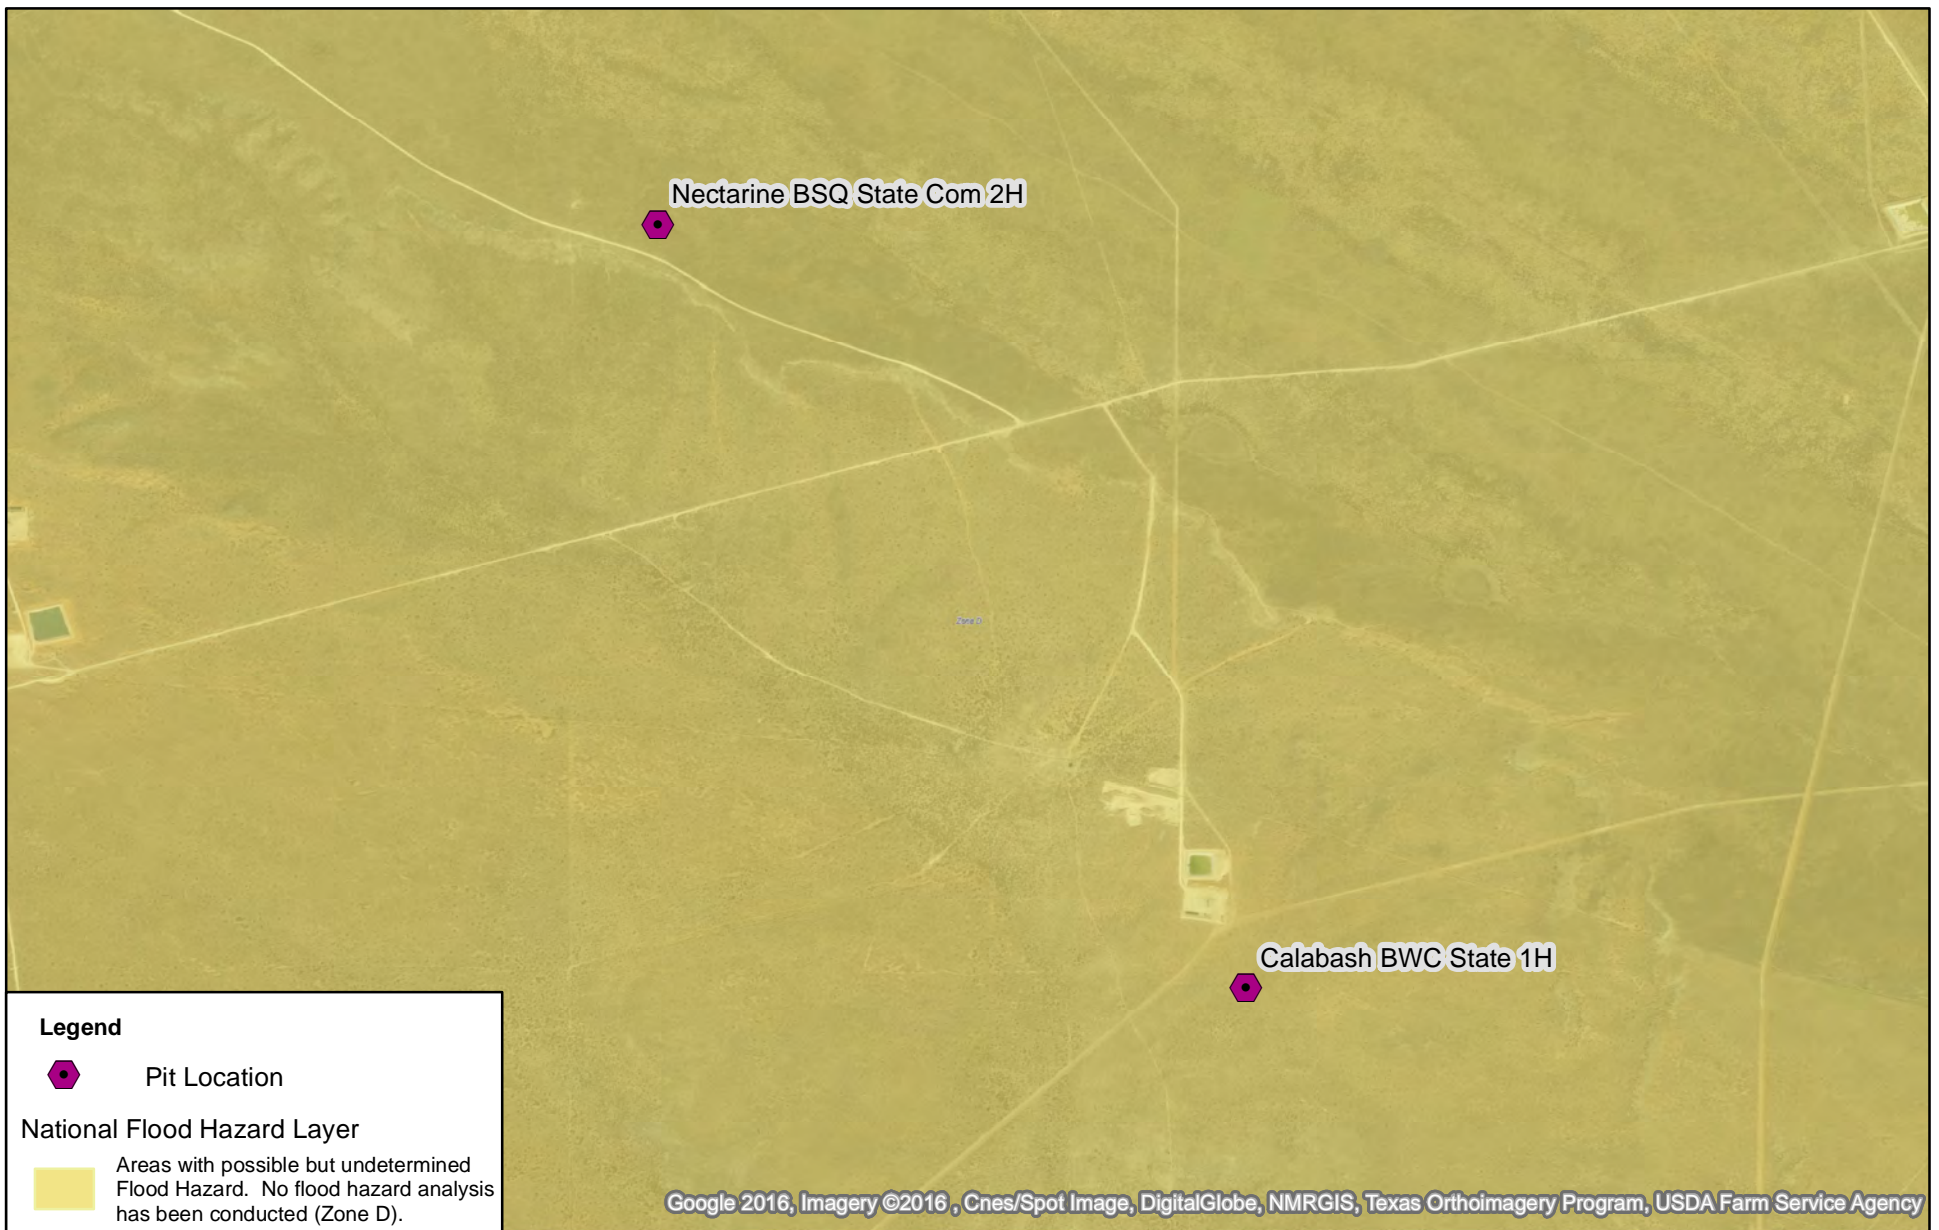 Nectarine BSQ State Com 2H
Zone D
Calabash BWC State 1H
Legend
Pit Location
National Flood Hazard Layer
Areas with possible but undetermined
Flood Hazard.  No flood hazard analysis
has been conducted (Zone D).
Google 2016, Imagery ©2016 , Cnes/Spot Image, DigitalGlobe, NMRGIS, Texas Orthoimagery Program, USDA Farm Service Agency